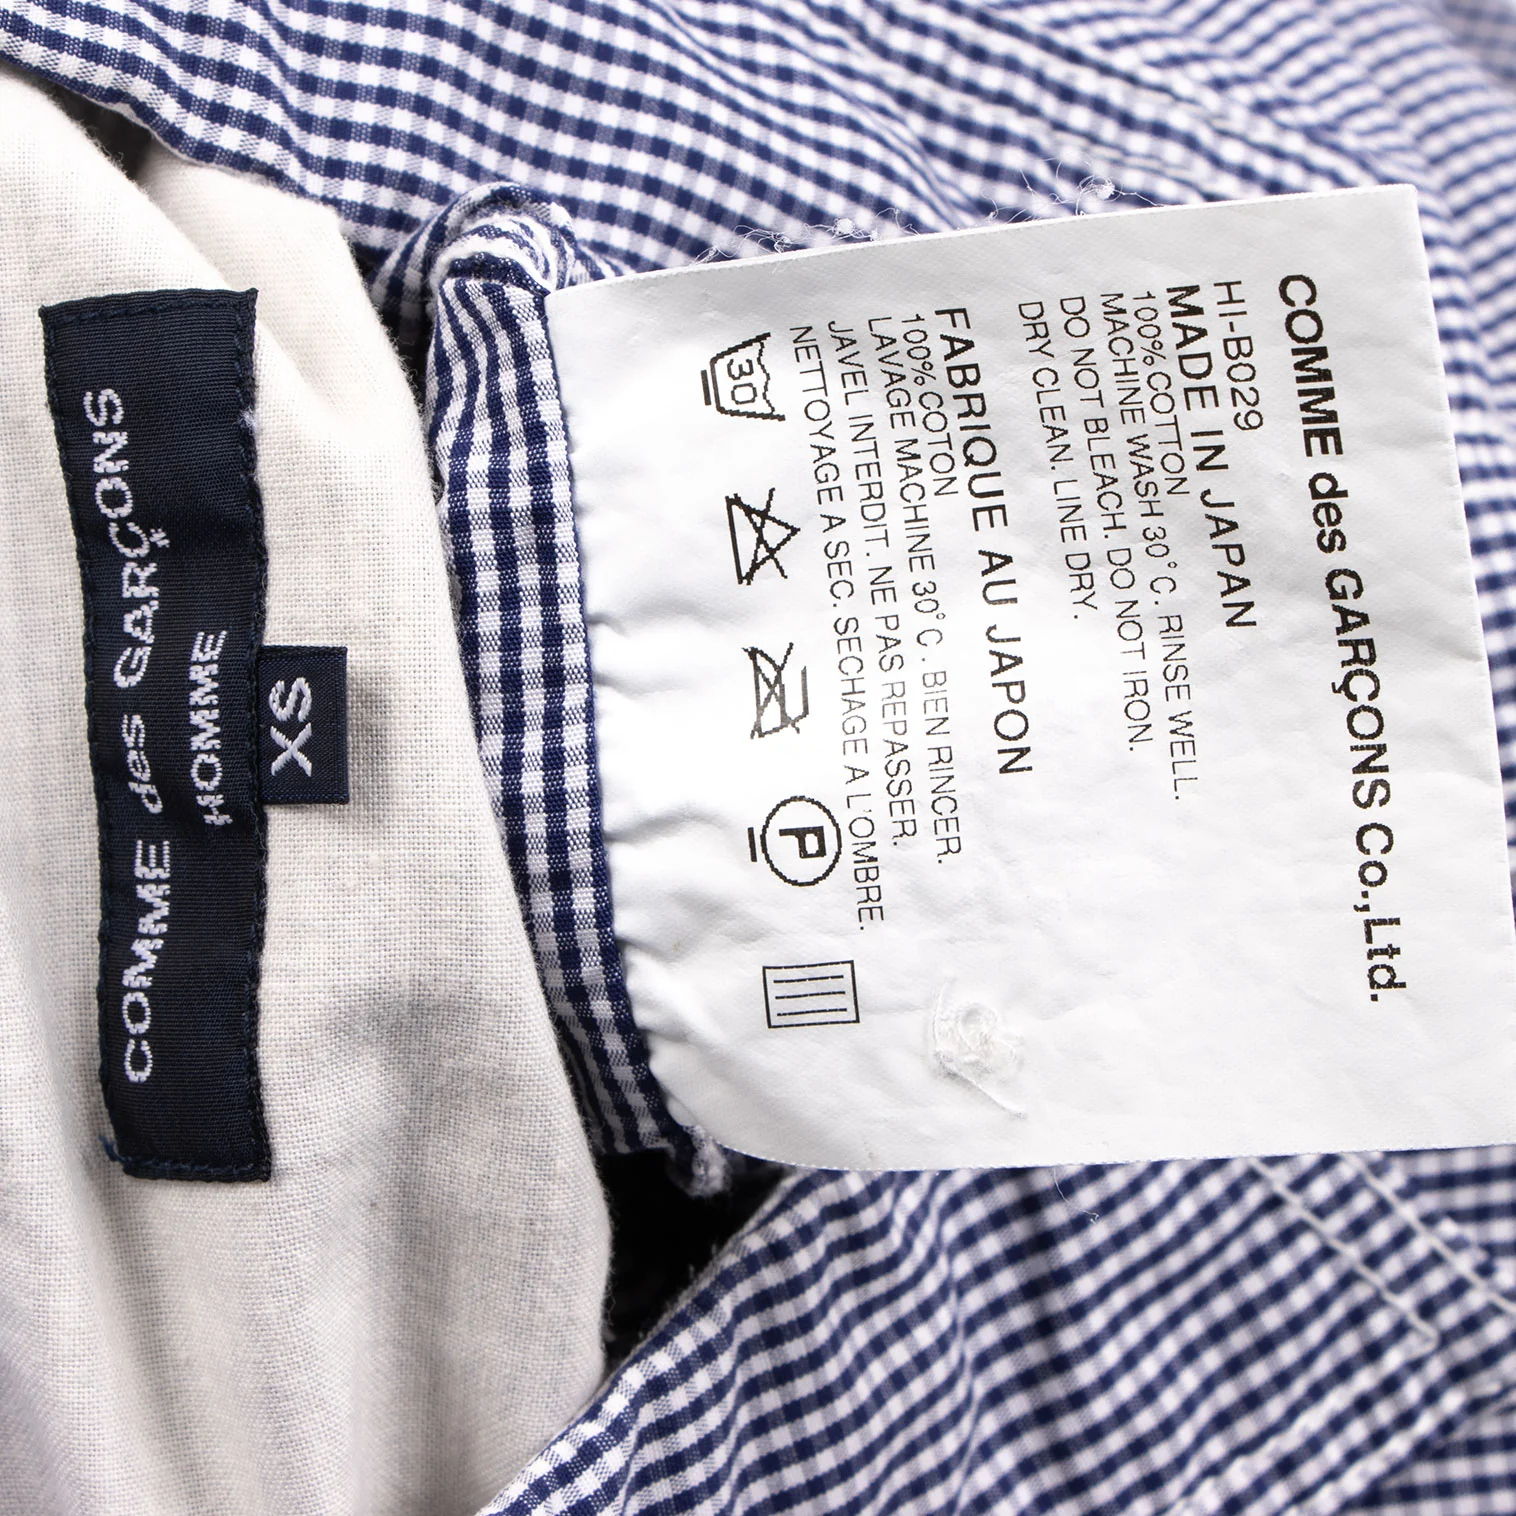 COMME des GARÇONS
HOMME
XS
COMME des GARÇONS Co.,Ltd.
HI-B029
MADE IN JAPAN
100% COTTON
MACHINE WASH 30°C. RINSE WELL.
DO NOT BLEACH. DO NOT IRON.
DRY CLEAN. LINE DRY.
FABRIQUE AU JAPON
100% COTON
LAVAGE MACHINE 30°C. BIEN RINCER.
JAVEL INTERDIT. NE PAS REPASSER.
NETTOYAGE A SEC. SECHAGE A L'OMBRE.
30
P